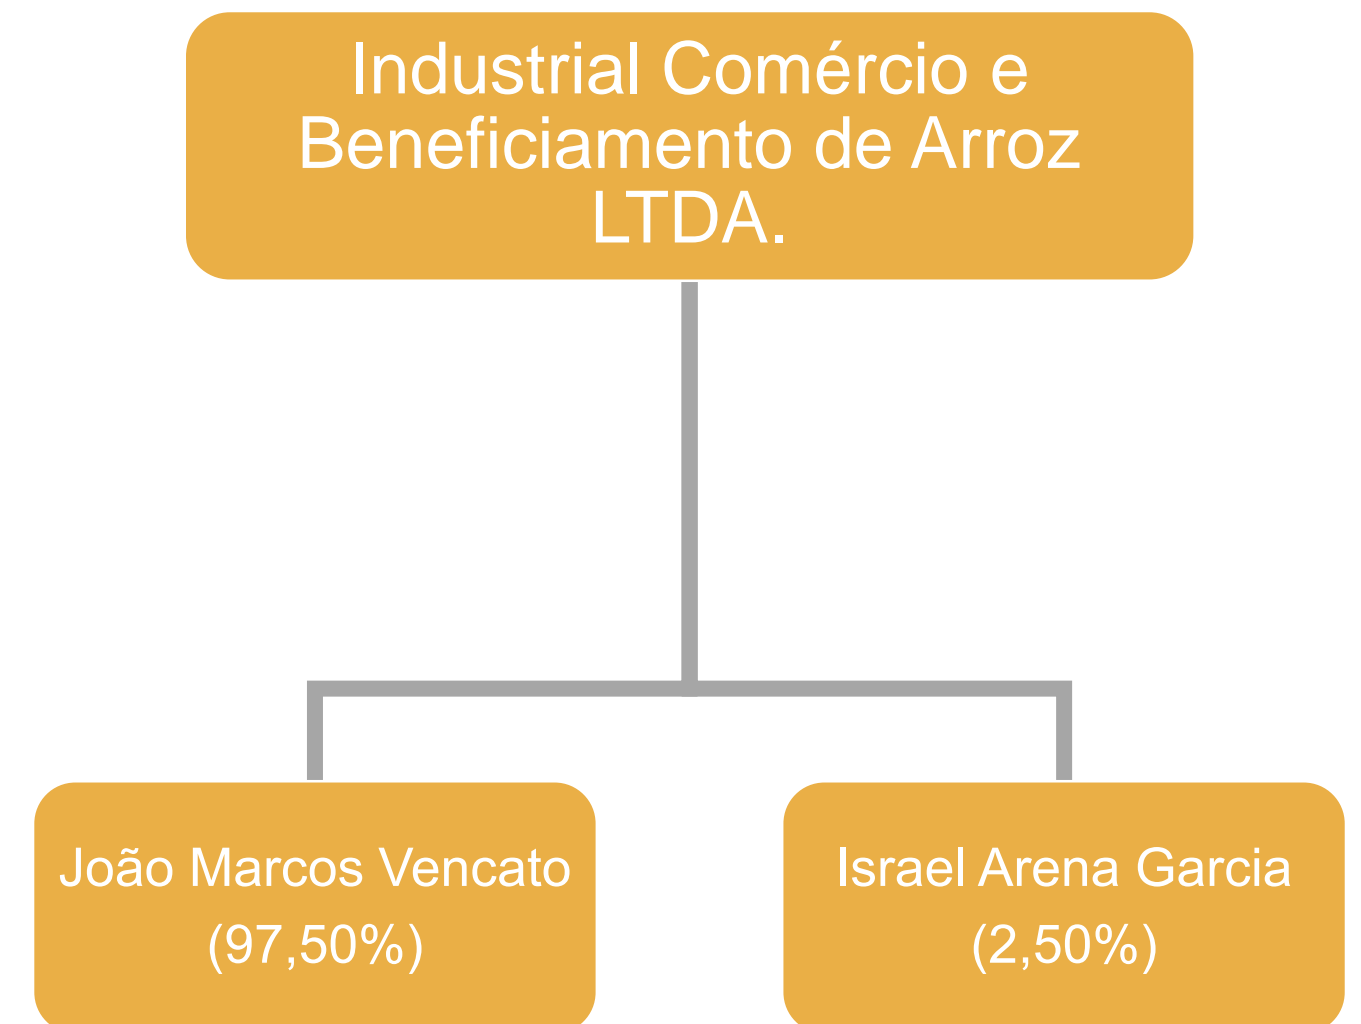 Industrial Comércio e
Beneficiamento de Arroz
LTDA.
João Marcos Vencato
(97,50%)
Israel Arena Garcia
(2,50%)